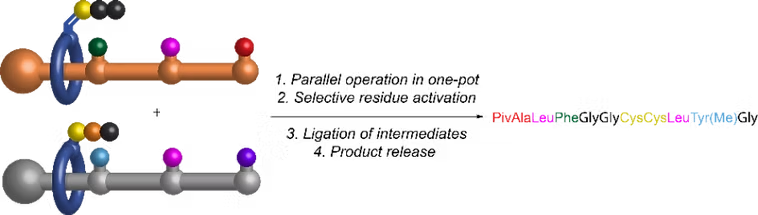 +
1. Parallel operation in one-pot
2. Selective residue activation
3. Ligation of intermediates
4. Product release
PivAlaLeuPheGlyGlyCysCysLeuTyr(Me)Gly